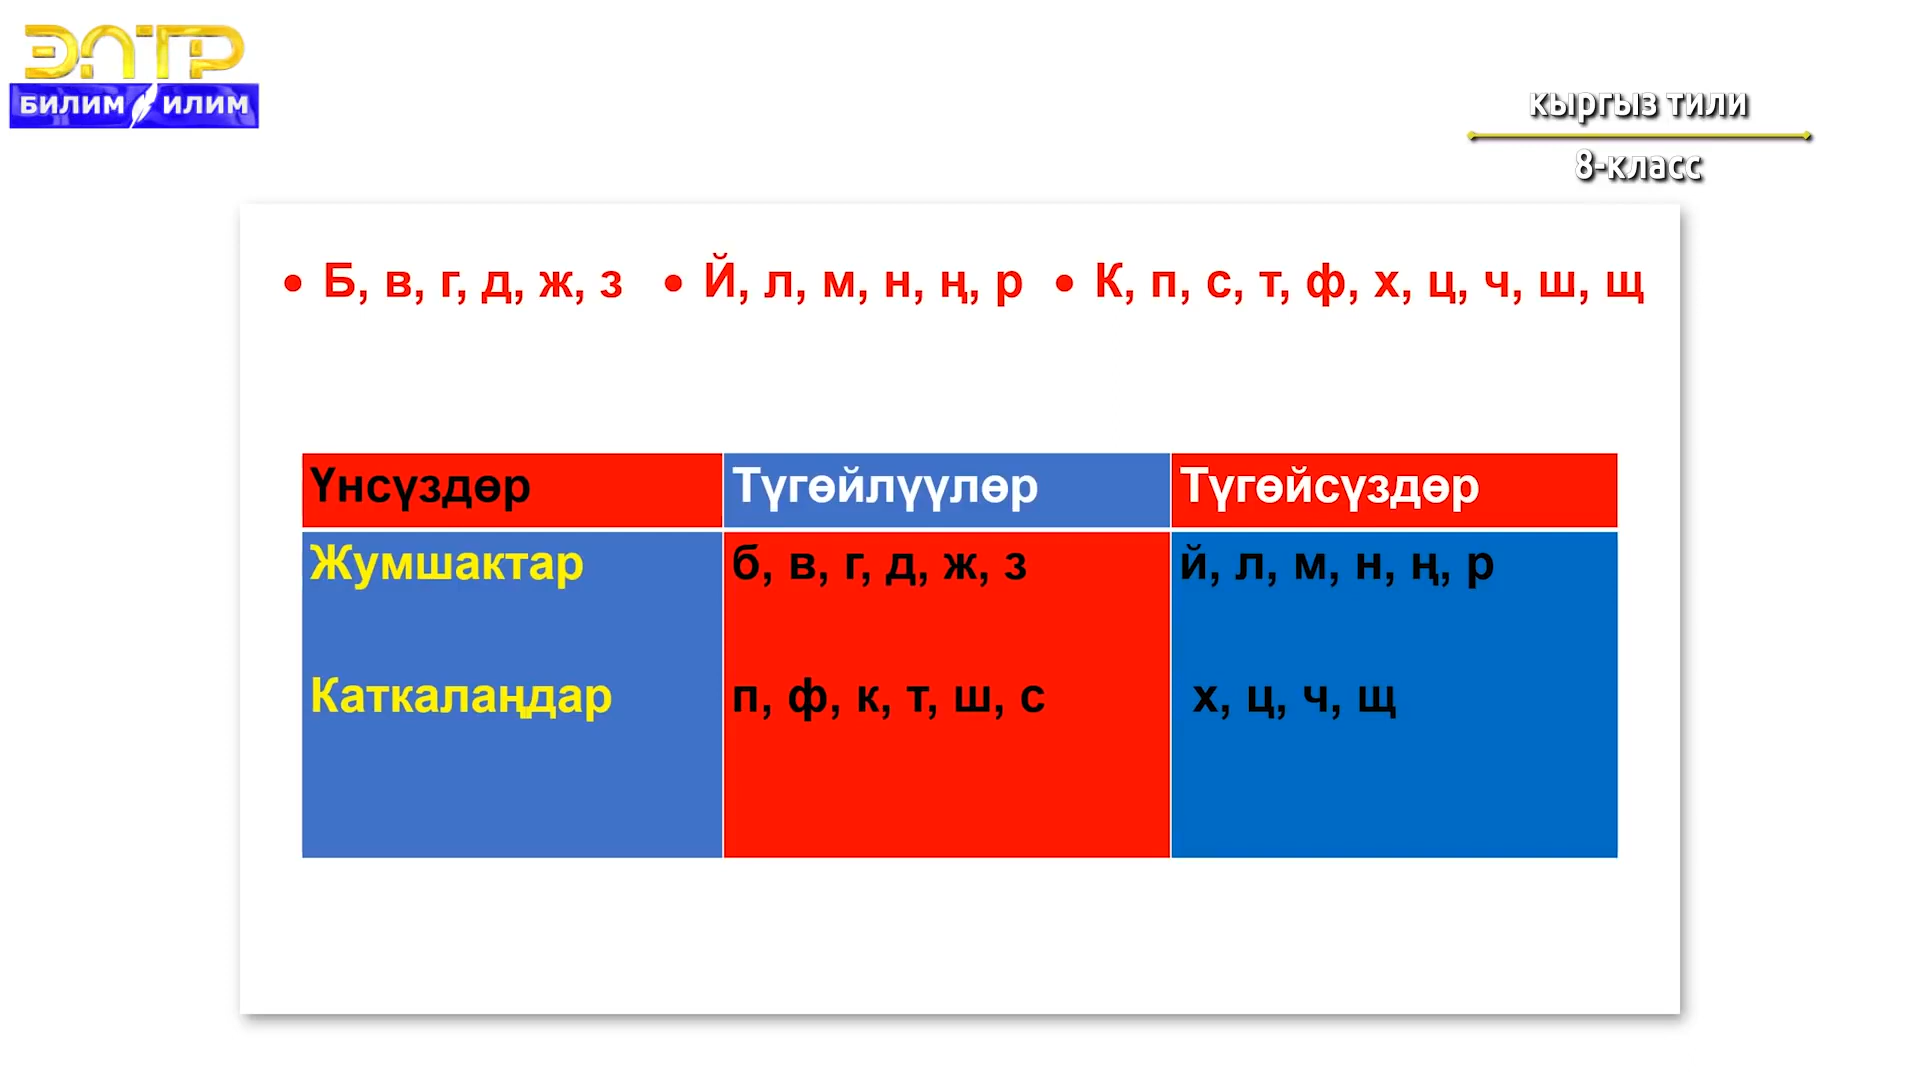 ЭЛТР
БИЛИМ ИЛИМ
кыргыз тили
8-класс
• Б, в, г, д, ж, з • Й, л, м, н, ң, р • К, п, с, т, ф, х, ц, ч, ш, щ
Үнсүздөр Түгөйлүүлөр Түгөйсүздөр
Жумшактар б, в, г, д, ж, з й, л, м, н, ң, р
Каткалаңдар п, ф, к, т, ш, с х, ц, ч, щ